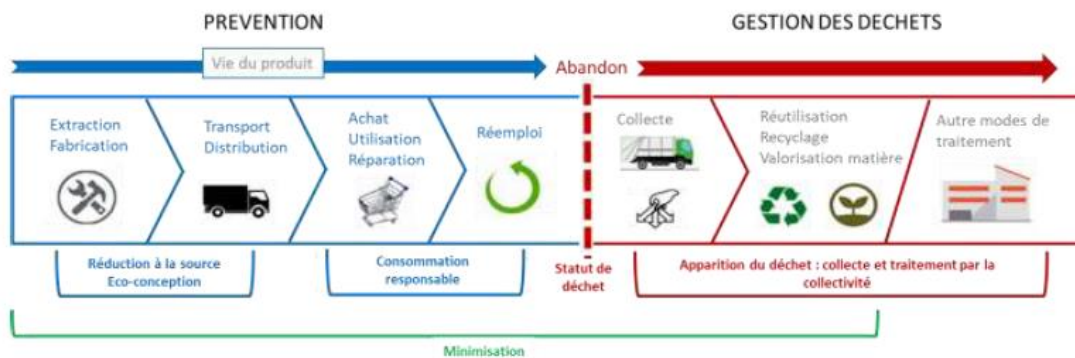 PREVENTION
GESTION DES DECHETS
Vie du produit
Abandon
Extraction
Fabrication
Transport
Distribution
Achat
Utilisation
Réparation
Réemploi
Collecte
Réutilisation
Recyclage
Valorisation matière
Autre modes de
traitement
Réduction à la source
Eco-conception
Consommation
responsable
Statut de
déchet
Apparition du déchet : collecte et traitement par la
collectivité
Minimisation